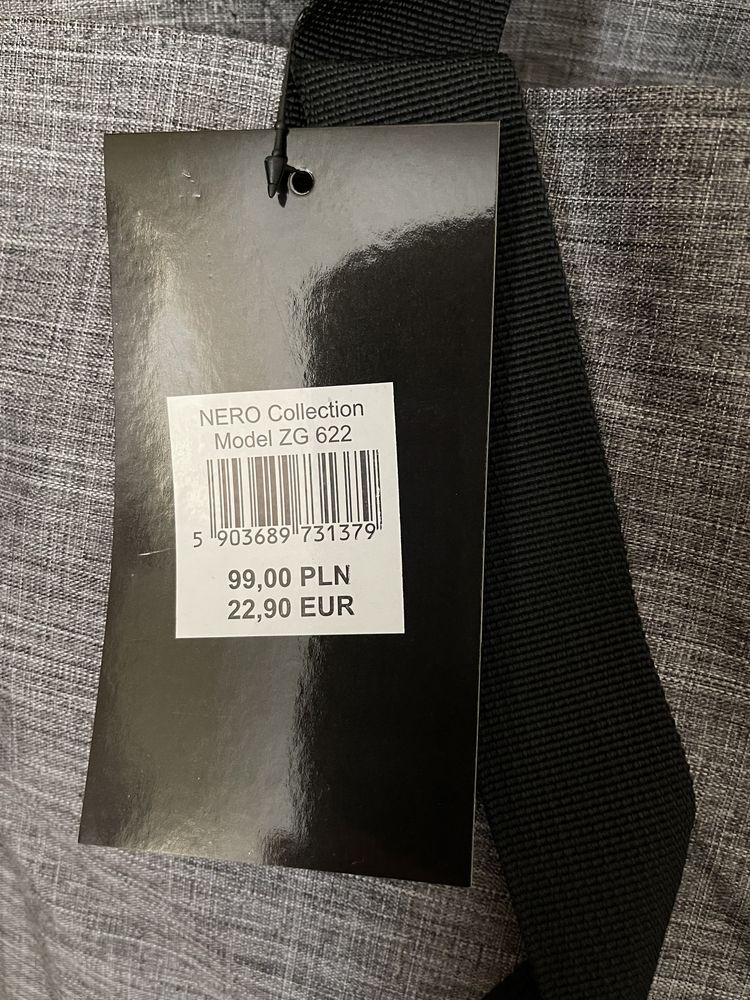 NERO Collection
Model ZG 622
5 903689 731379
99,00 PLN
22,90 EUR